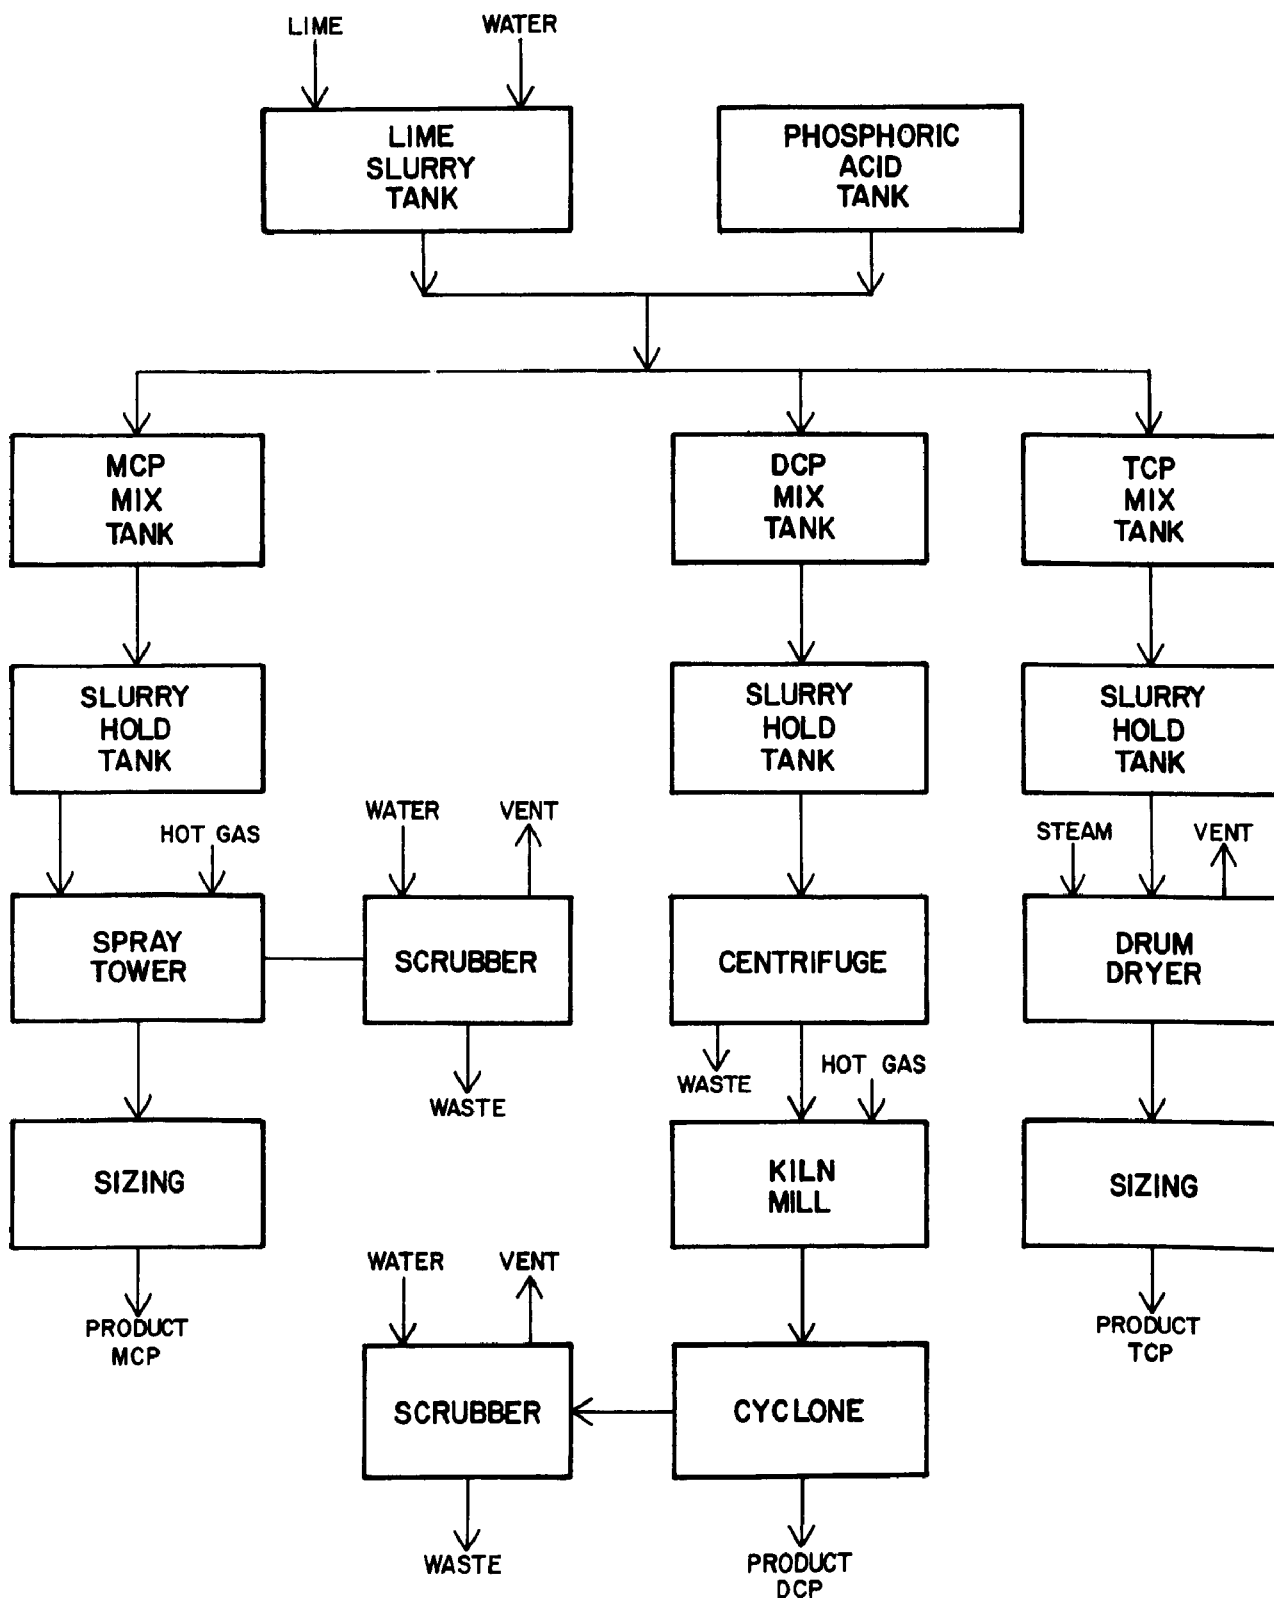 LIME
WATER
LIME
SLURRY
TANK
PHOSPHORIC
ACID
TANK
MCP
MIX
TANK
DCP
MIX
TANK
TCP
MIX
TANK
SLURRY
HOLD
TANK
SLURRY
HOLD
TANK
SLURRY
HOLD
TANK
HOT GAS
WATER
VENT
STEAM
VENT
SPRAY
TOWER
SCRUBBER
CENTRIFUGE
DRUM
DRYER
WASTE
WASTE
HOT GAS
SIZING
KILN
MILL
SIZING
PRODUCT
MCP
WATER
VENT
PRODUCT
TCP
SCRUBBER
CYCLONE
WASTE
PRODUCT
DCP